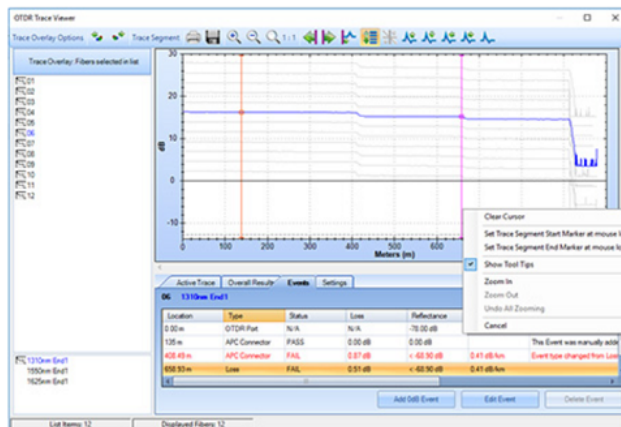 OTDR Trace Viewer
Trace Overlay Options Trace Segment: 1:1
Trace Overlay: Fibers selected in list
01
02
03
04
05
06
07
08
09
10
11
12
30
20
10
0
-10
dB
0 100 200 300 400 500 600
Meters (m)
Clear Cursor
Set Trace Segment Start Marker at mouse
Set Trace Segment End Marker at mouse
Show Tool Tips
Zoom In
Zoom Out
Undo All Zooming
Cancel
Active Trace Overall Results Events Settings
06 1310nm End1
Location Type Status Loss Reflectance
0.00 m OTDR Port N/A N/A -78.00 dB
135 m APC Connector PASS 0.00 dB 0.00 dB This Event was manually added
408.49 m APC Connector FAIL 0.87 dB < -60.90 dB 0.41 dB/km Event type changed from Loss
658.93 m Loss FAIL 0.51 dB < -60.90 dB 0.41 dB/km
1310nm End1
1550nm End1
1625nm End1
Add 0dB Event Edit Event Delete Event
List Items: 12 Displayed Fibers: 12